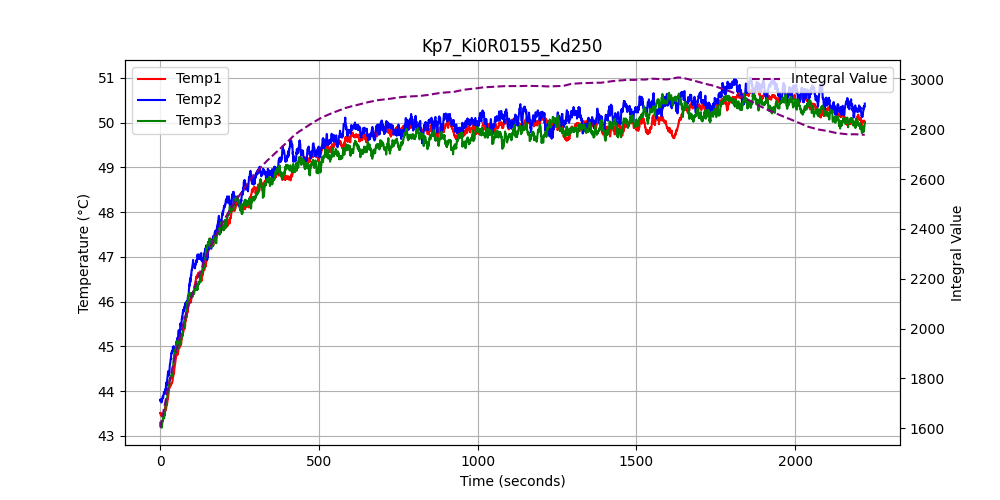 Kp7_Ki0R0155_Kd250
Temp1
Temp2
Temp3
Integral Value
51
50
49
48
47
46
45
44
43
Temperature (°C)
3000
2800
2600
2400
2200
2000
1800
1600
Integral Value
0 500 1000 1500 2000
Time (seconds)